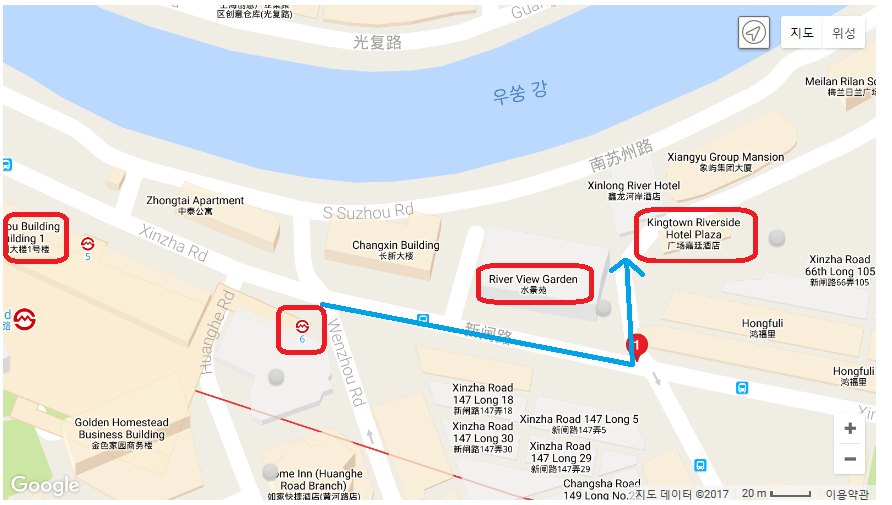 区创意仓库(光复路)
光复路
지도
위성
우쑹 강
Meilan Rilan So
梅兰日兰广场
南苏州路
Xiangyu Group Mansion
象屿集团大厦
Xinlong River Hotel
鑫龙河岸酒店
Zhongtai Apartment
中泰公寓
S Suzhou Rd
Kingtown Riverside
Hotel Plaza
广场嘉廷酒店
ou Building
ilding 1
大楼1号楼
5
Xinzha Rd
Changxin Building
长新大楼
Xinzha Road
66th Long 105
新闸路66弄105
River View Garden
水景苑
d
路
6
Huanghe Rd
Wenzhou Rd
新闸路
1
Hongfuli
鸿福里
Hongfuli
鸿福里
Xinzha Road
147 Long 18
新闸路147弄18
Xinzha Road 147 Long 5
新闸路147弄5
Xinzha Road
147 Long 30
新闸路147弄30
Xinzha Road
147 Long 29
新闸路147弄29
Golden Homestead
Business Building
金色家园商务楼
ome Inn (Huanghe
Road Branch)
如家快捷酒店(黄河路店)
Changsha Road
149 Long No.2
Google
지도 데이터 ©2017
20 m
이용약관